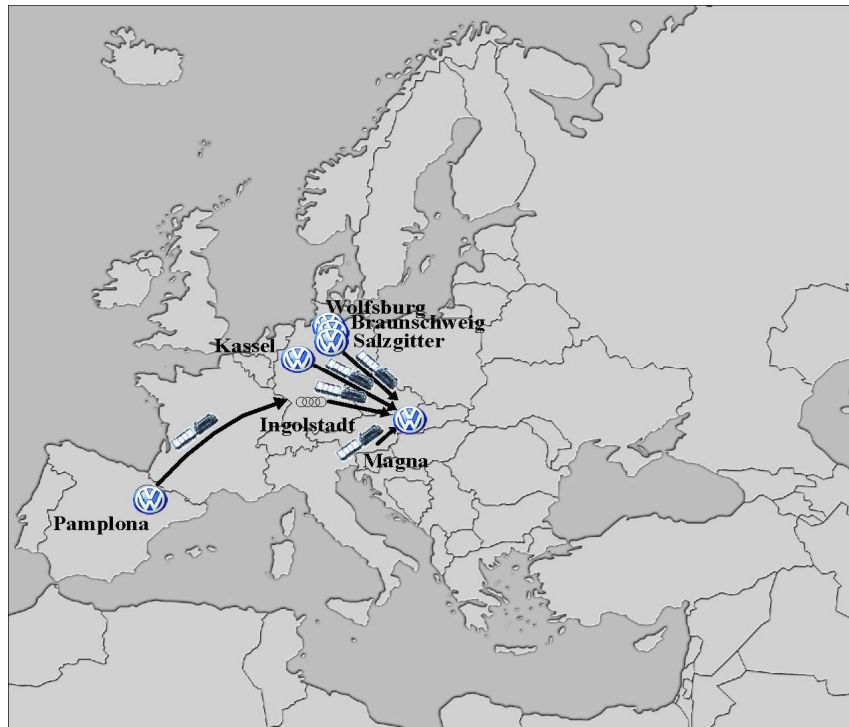 Wolfsburg
Braunschweig
Salzgitter
Kassel
Ingolstadt
Magna
Pamplona